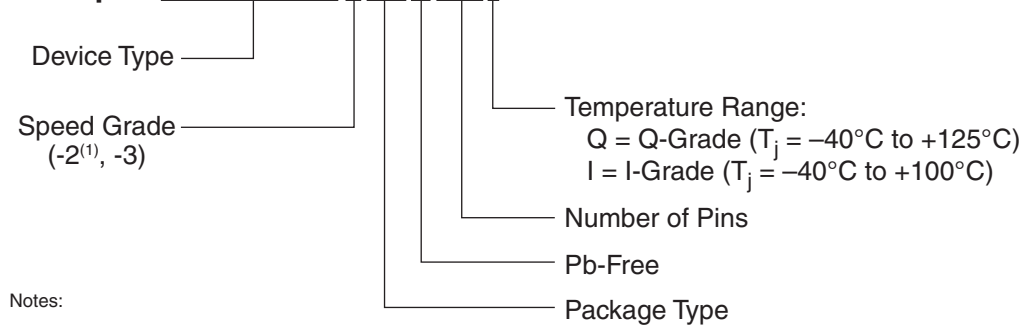 Device Type
Speed Grade
(-2(1), -3)
Temperature Range:
Q = Q-Grade (Tj = –40°C to +125°C)
I = I-Grade (Tj = –40°C to +100°C)
Number of Pins
Pb-Free
Package Type
Notes: